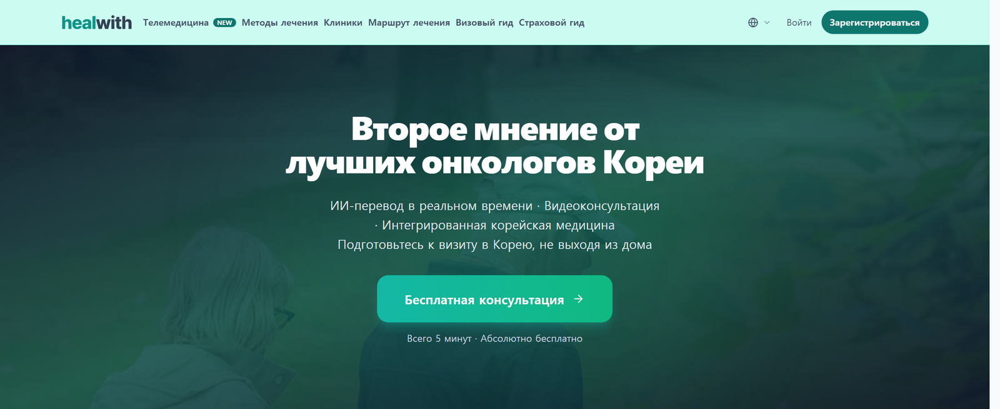 healwith Телемедицина NEW Методы лечения Клиники Маршрут лечения Визовый гид Страховой гид Войти Зарегистрироваться
Второе мнение от
лучших онкологов Кореи
ИИ-перевод в реальном времени · Видеоконсультация
· Интегрированная корейская медицина
Подготовьтесь к визиту в Корею, не выходя из дома
Бесплатная консультация →
Всего 5 минут · Абсолютно бесплатно